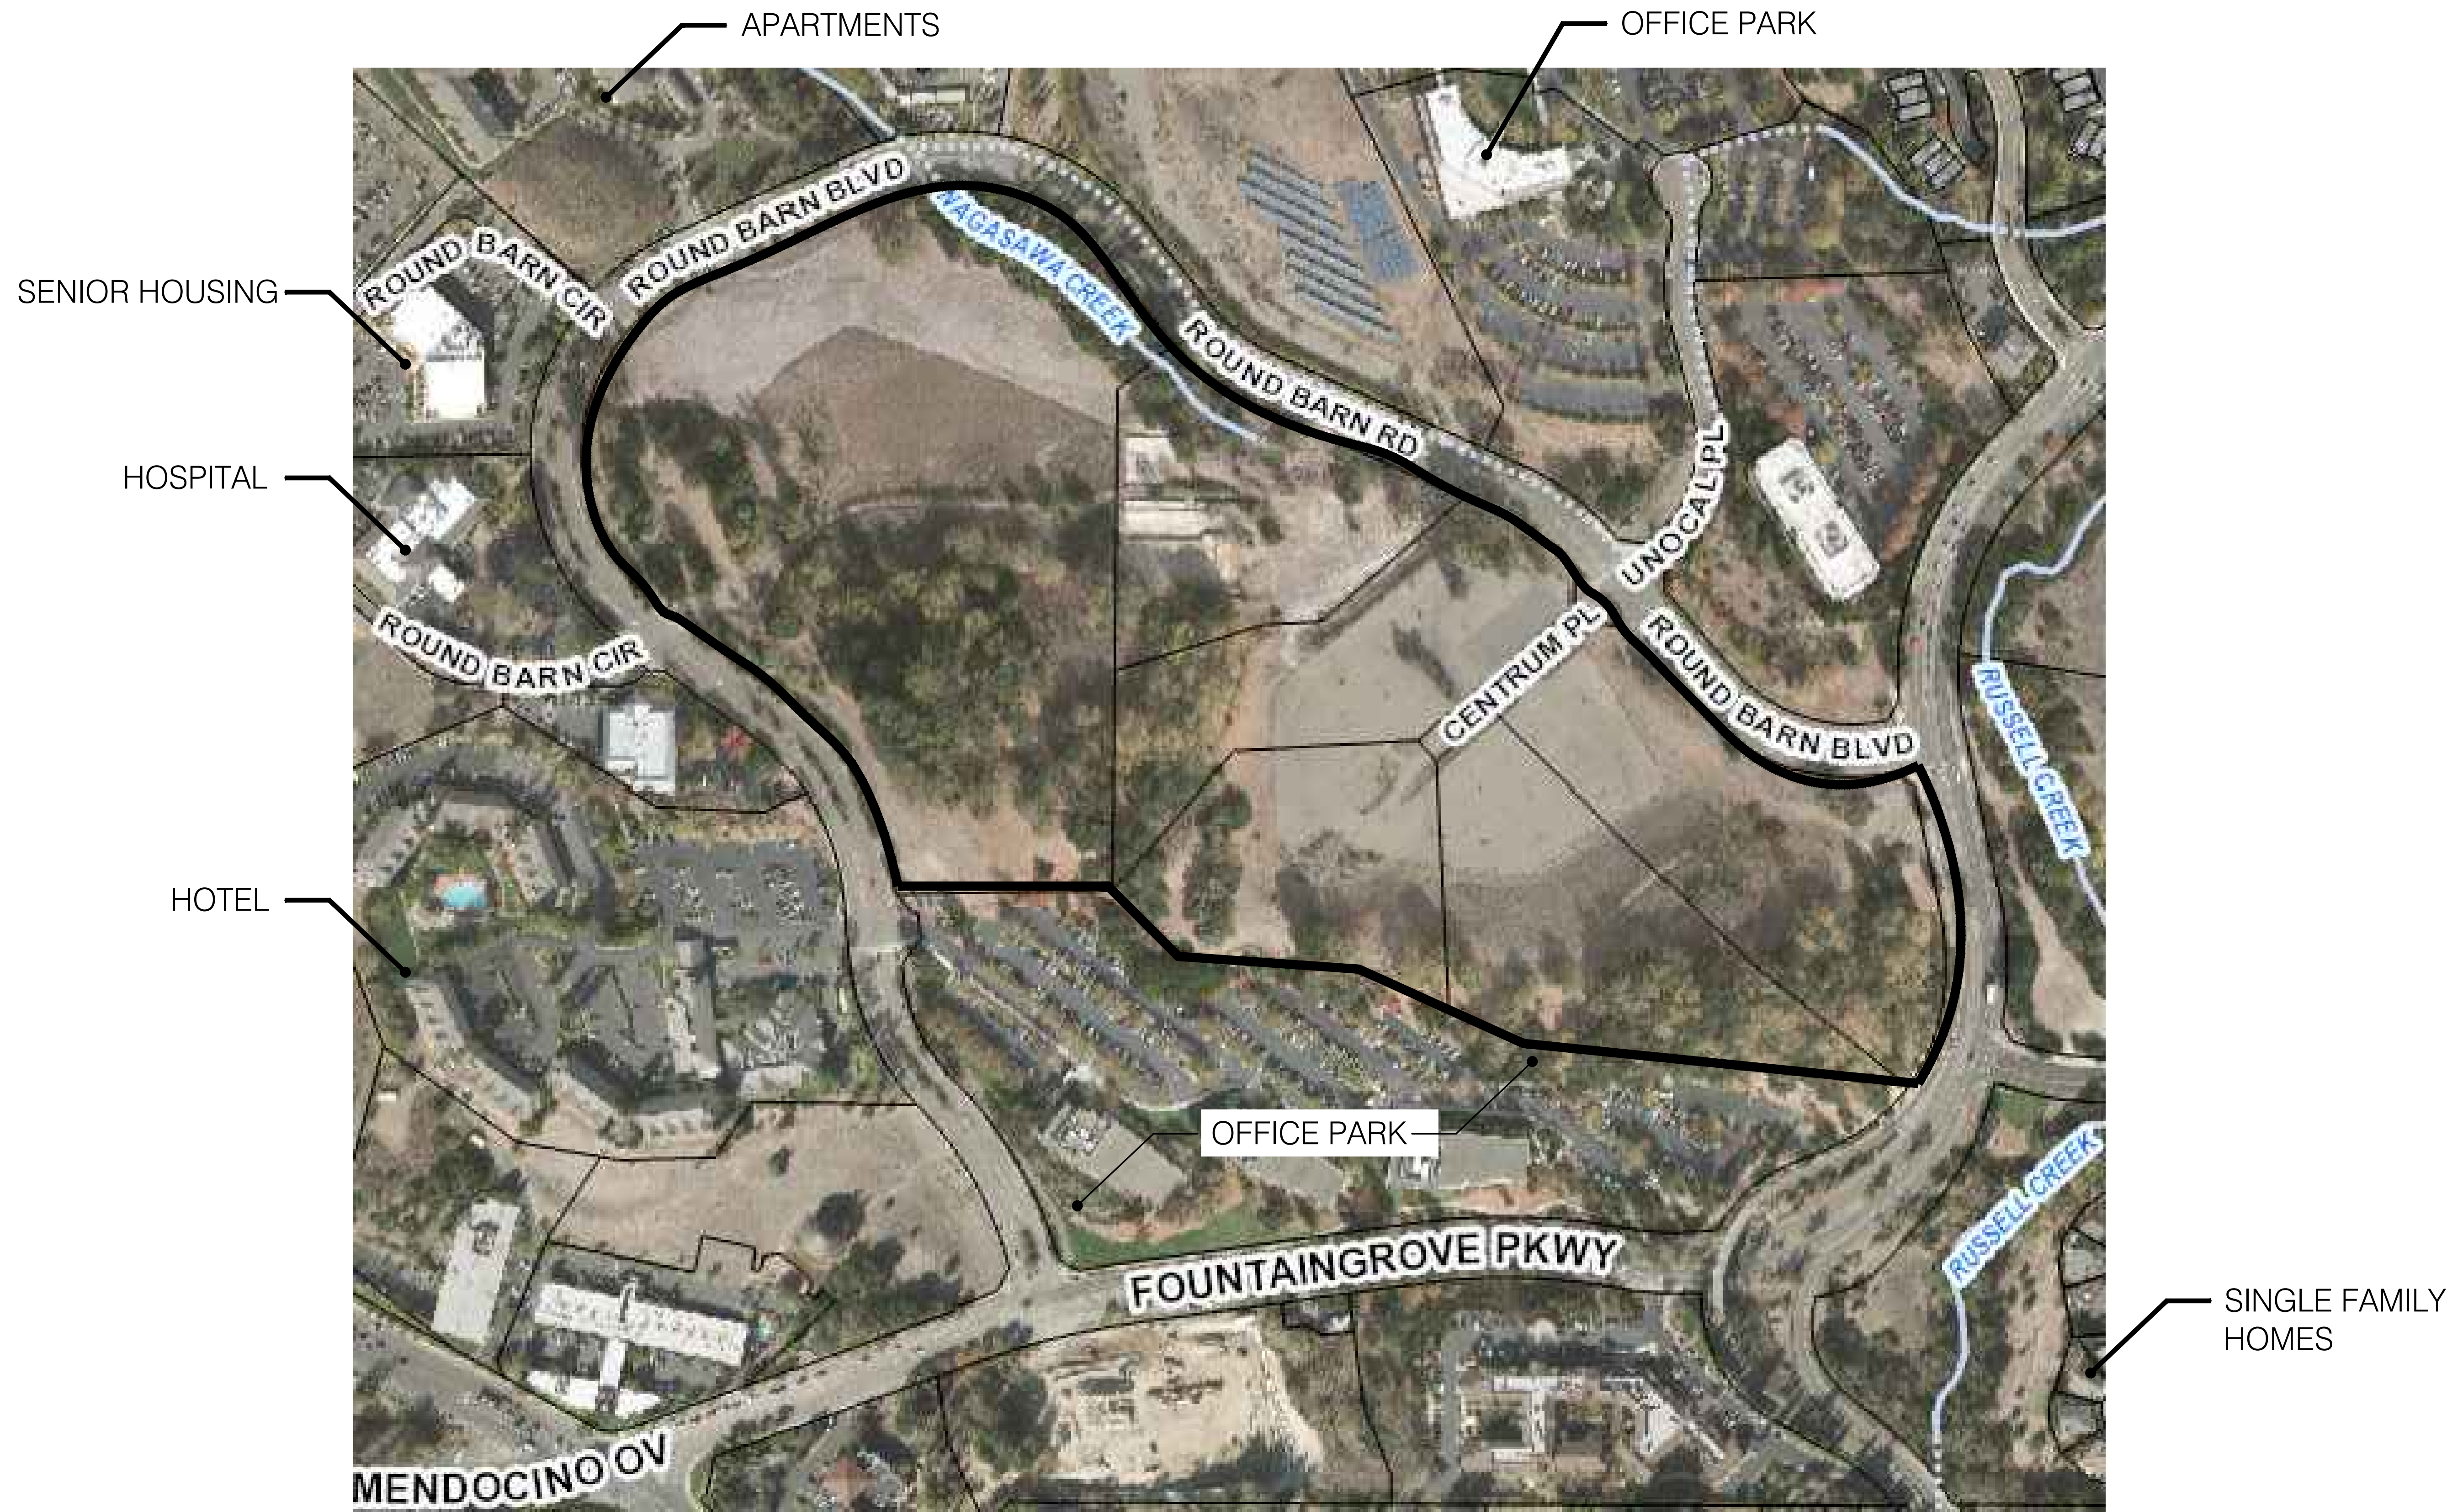 APARTMENTS
OFFICE PARK
ROUND BARN BLVD
NAGASAWA CREEK
ROUND BARN CIR
SENIOR HOUSING
ROUND BARN RD
HOSPITAL
UNOCAL PL
ROUND BARN CIR
CENTRUM PL
ROUND BARN BLVD
RUSSELL CREEK
HOTEL
OFFICE PARK
RUSSELL CREEK
FOUNTAINGROVE PKWY
SINGLE FAMILY
HOMES
MENDOCINO OV